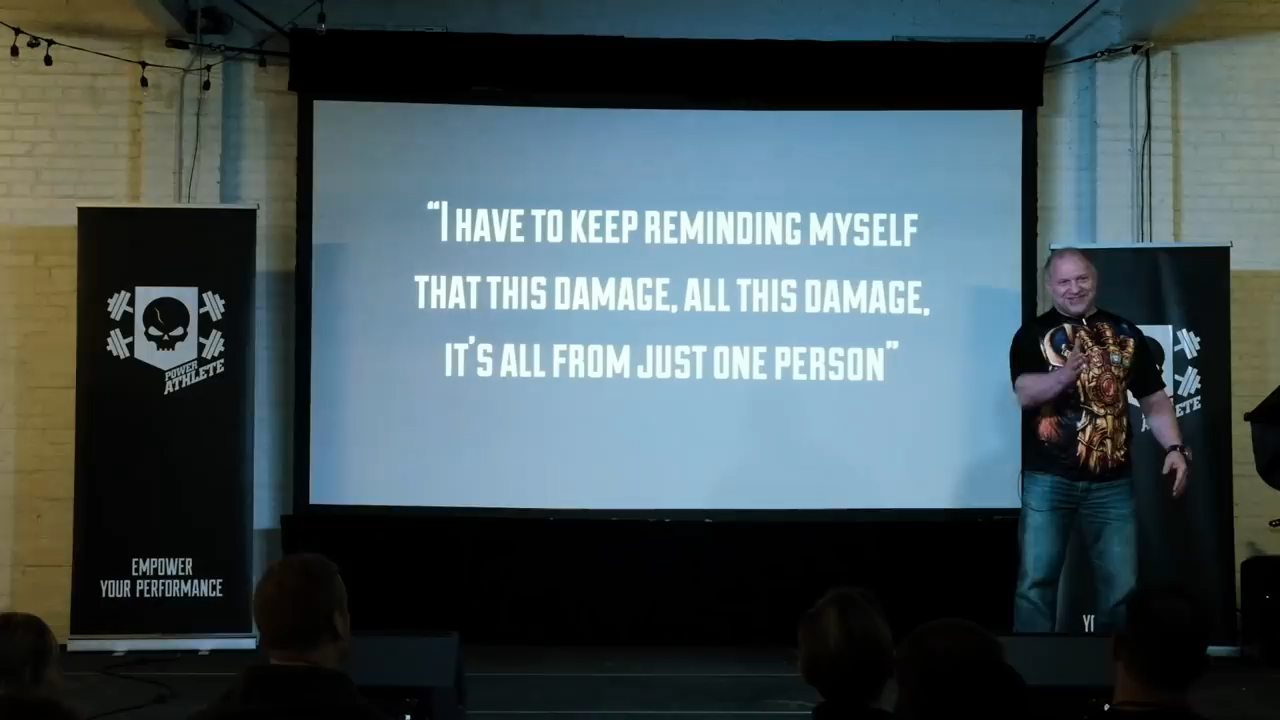 “I HAVE TO KEEP REMINDING MYSELF
THAT THIS DAMAGE, ALL THIS DAMAGE,
IT'S ALL FROM JUST ONE PERSON”
POWER
ATHLETE
EMPOWER
YOUR PERFORMANCE